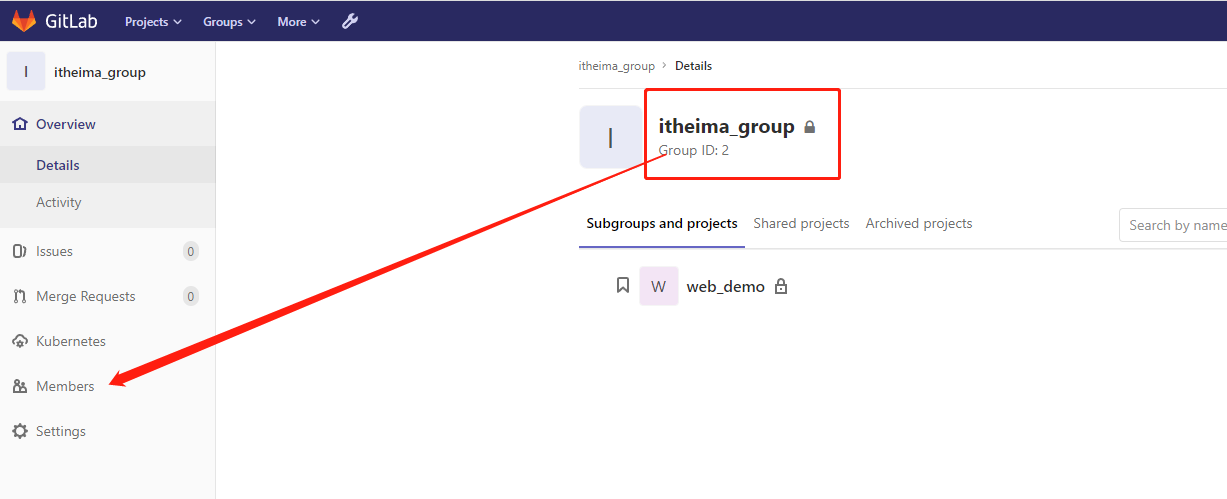 GitLab Projects Groups More
I itheima_group
Overview
Details
Activity
Issues 0
Merge Requests 0
Kubernetes
Members
Settings
itheima_group › Details
I
itheima_group
Group ID: 2
Subgroups and projects Shared projects Archived projects Search by name
W web_demo